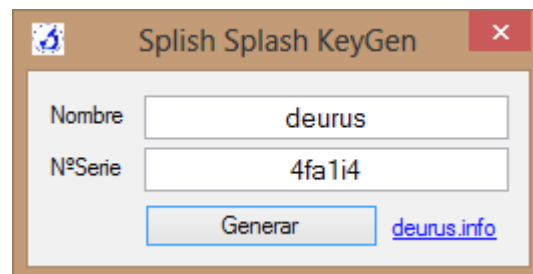 Splish Splash KeyGen
Nombre deurus
NºSerie 4fa1i4
Generar deurus.info